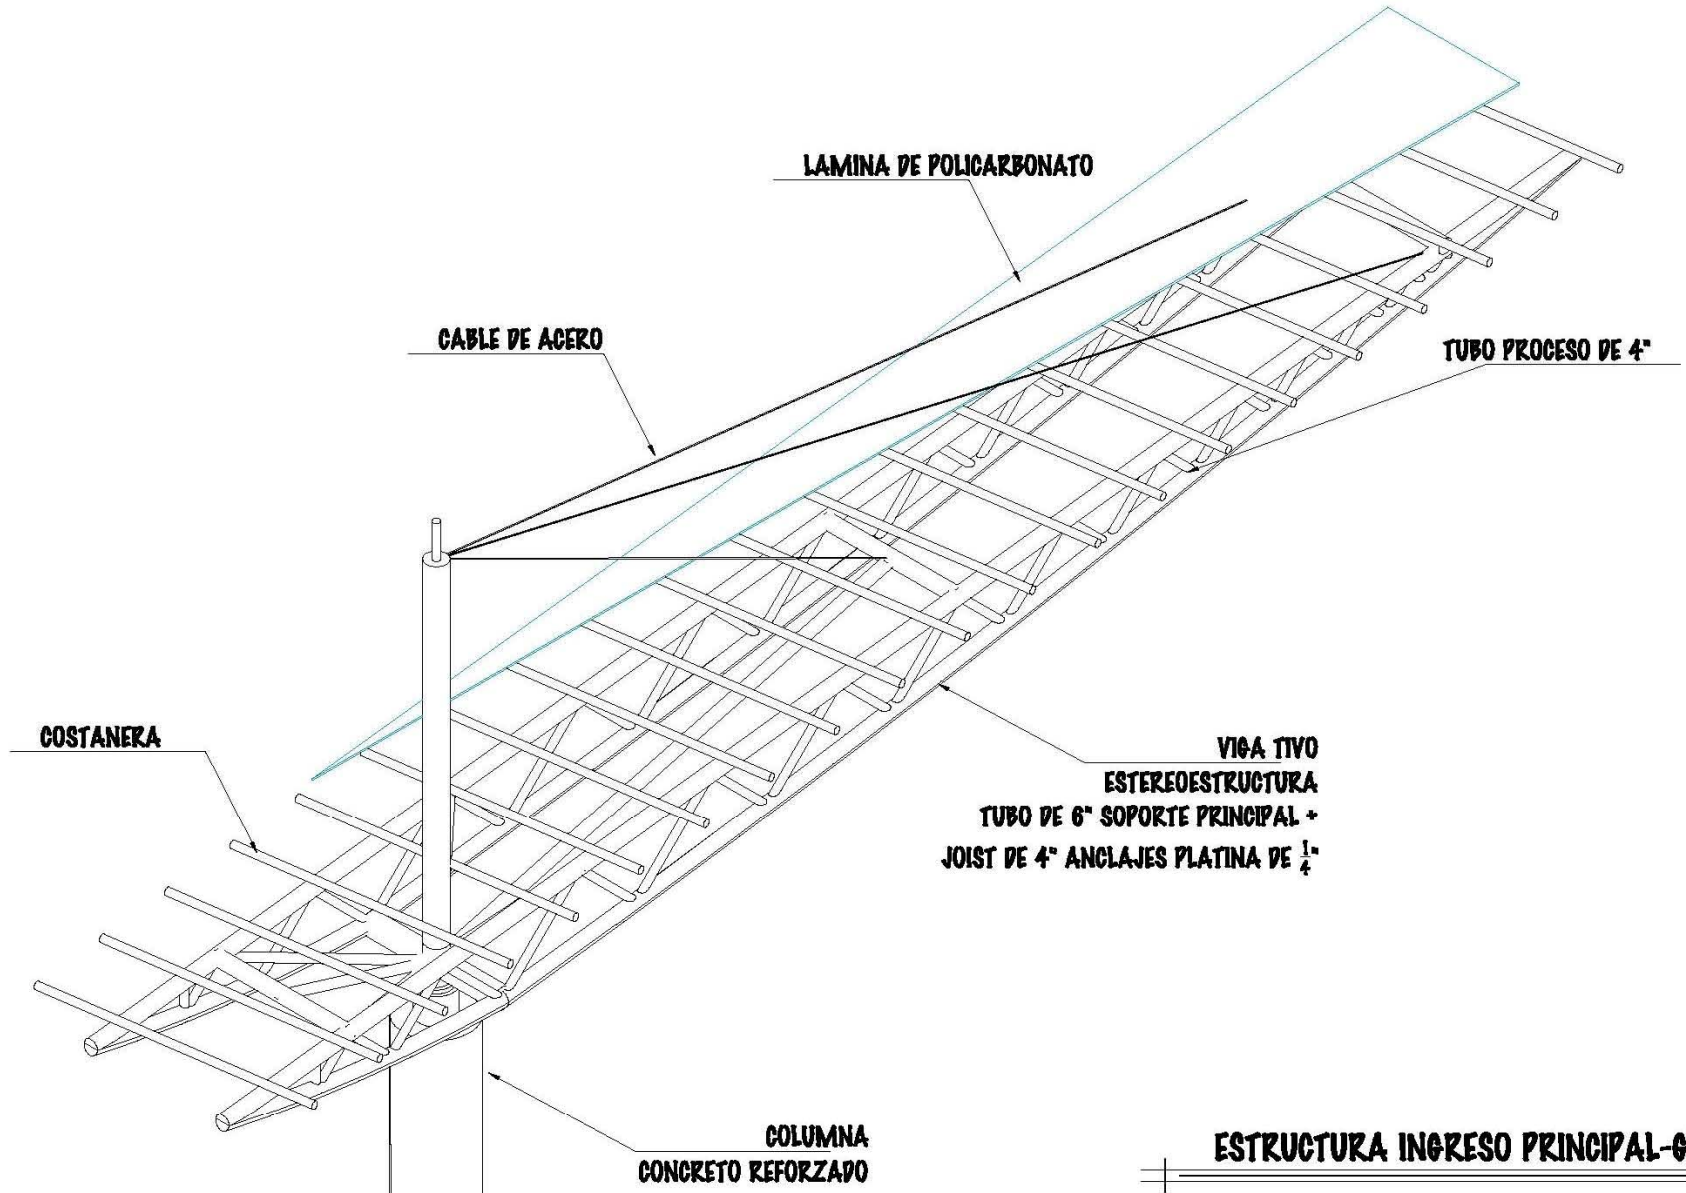 LAMINA DE POLICARBONATO
CABLE DE ACERO
TUBO PROCESO DE 4"
COSTANERA
VIGA TIVO
ESTEREOESTRUCTURA
TUBO DE 6" SOPORTE PRINCIPAL +
JOIST DE 4" ANCLAJES PLATINA DE 1/4"
COLUMNA
CONCRETO REFORZADO
ESTRUCTURA INGRESO PRINCIPAL-G